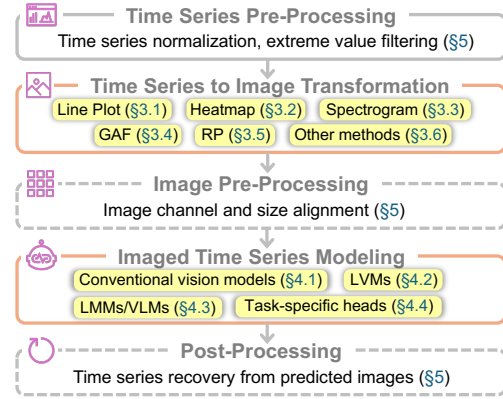 Time Series Pre-Processing
Time series normalization, extreme value filtering (§5)
Time Series to Image Transformation
Line Plot (§3.1) Heatmap (§3.2) Spectrogram (§3.3)
GAF (§3.4) RP (§3.5) Other methods (§3.6)
Image Pre-Processing
Image channel and size alignment (§5)
Imaged Time Series Modeling
Conventional vision models (§4.1) LVMs (§4.2)
LMMs/VLMs (§4.3) Task-specific heads (§4.4)
Post-Processing
Time series recovery from predicted images (§5)